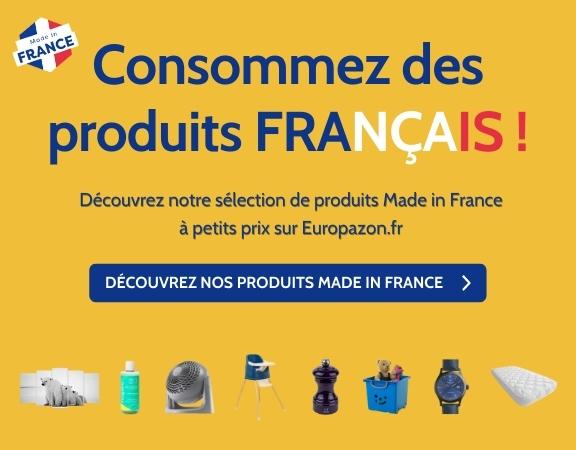 Made in
FRANCE
Consommez des
produits FRANÇAIS !
Découvrez notre sélection de produits Made in France
à petits prix sur Europazon.fr
DÉCOUVREZ NOS PRODUITS MADE IN FRANCE